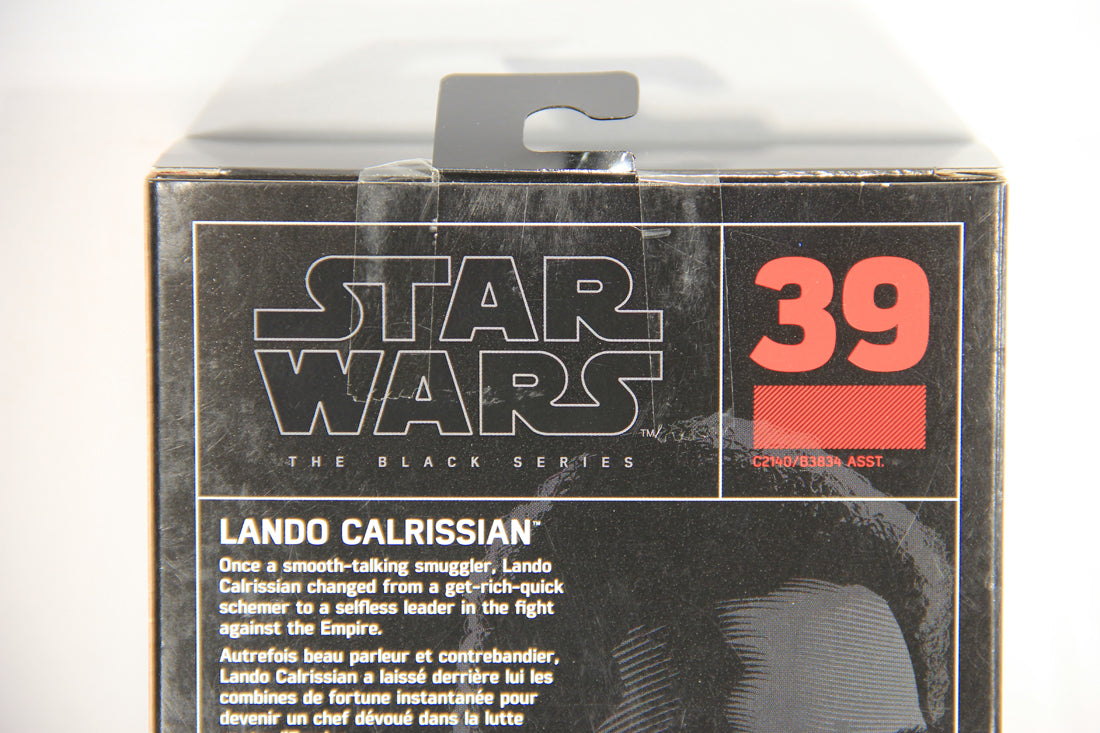 STAR
WARS
TM
THE BLACK SERIES
39
C2140/B3834 ASST.
LANDO CALRISSIAN™
Once a smooth-talking smuggler, Lando
Calrissian changed from a get-rich-quick
schemer to a selfless leader in the fight
against the Empire.
Autrefois beau parleur et contrebandier,
Lando Calrissian a laissé derrière lui les
combines de fortune instantanée pour
devenir un chef dévoué dans la lutte